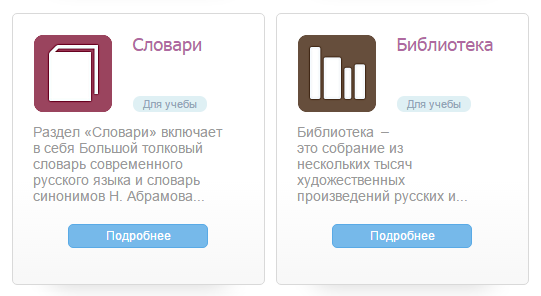 Словари
Для учебы
Раздел «Словари» включает
в себя Большой толковый
словарь современного
русского языка и словарь
синонимов Н. Абрамова...
Подробнее
Библиотека
Для учебы
Библиотека –
это собрание из
нескольких тысяч
художественных
произведений русских и...
Подробнее